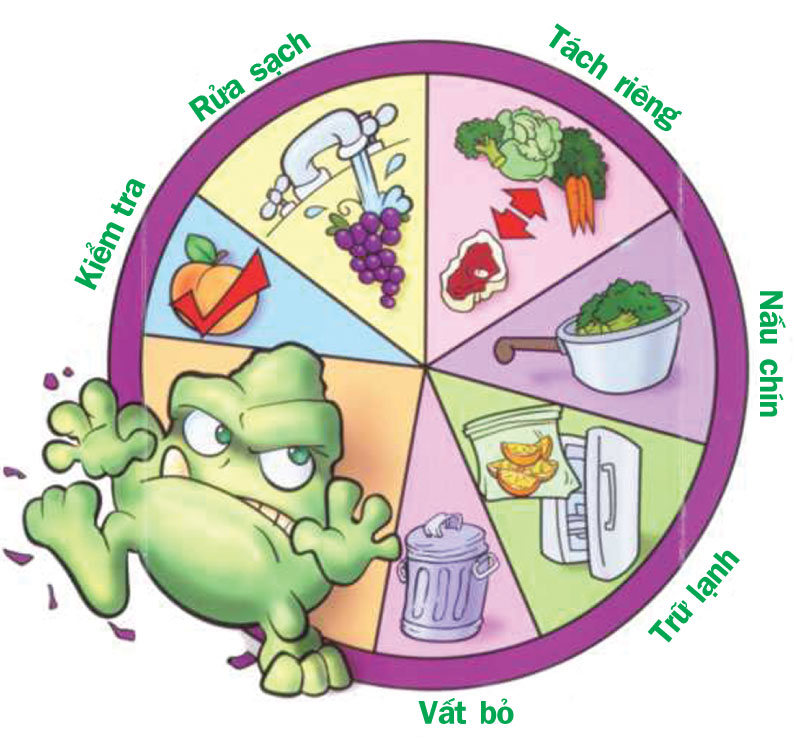 Kiểm tra
Rửa sạch
Tách riêng
Nấu chín
Trữ lạnh
Vất bỏ